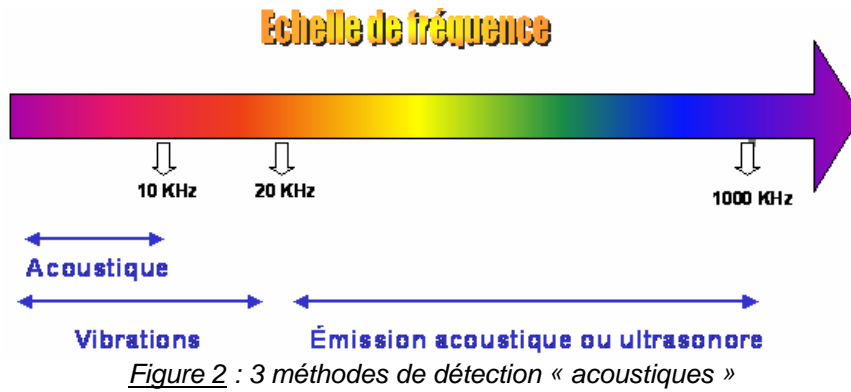 Echelle de fréquence
10 KHz
20 KHz
1000 KHz
Acoustique
Vibrations
Émission acoustique ou ultrasonore
Figure 2 : 3 méthodes de détection « acoustiques »